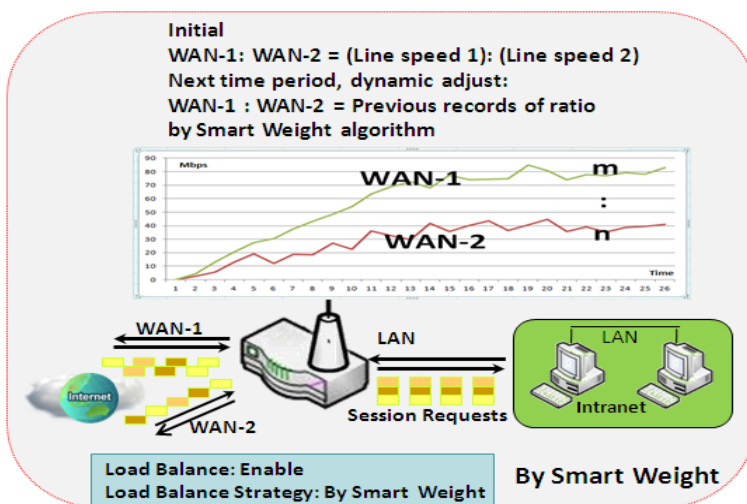 Initial
WAN-1: WAN-2 = (Line speed 1): (Line speed 2)
Next time period, dynamic adjust:
WAN-1 : WAN-2 = Previous records of ratio
by Smart Weight algorithm
90
Mbps
80
70
60
50
40
30
20
10
0
WAN-1
m
:
WAN-2
n
Time
1 2 3 4 5 6 7 8 9 10 11 12 13 14 15 16 17 18 19 20 21 22 23 24 25 26
WAN-1
LAN
LAN
Internet
Session Requests
Intranet
WAN-2
Load Balance: Enable
Load Balance Strategy: By Smart Weight
By Smart Weight